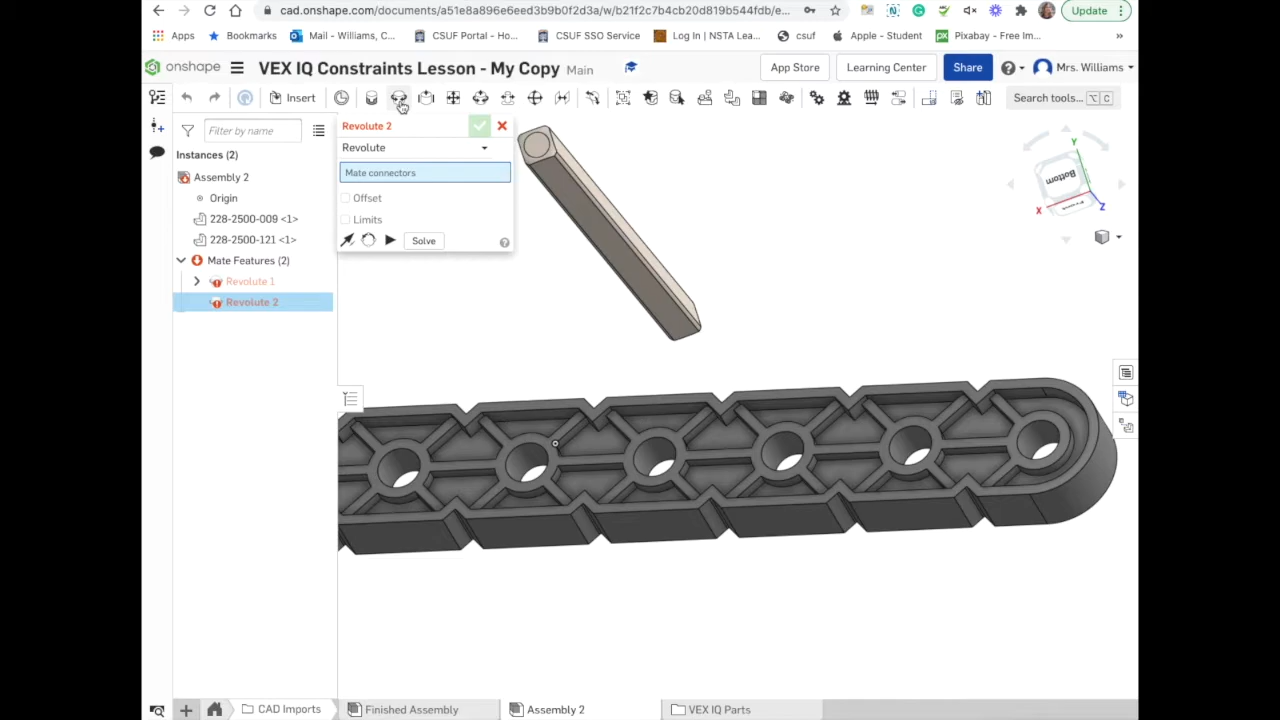 cad.onshape.com/documents/a51e8a896e6eed3b9b0f2d3a/w/b21f2c7b4cb20d819b544fdb/e...
Update
Apps
Bookmarks
Mail - Williams, C...
CSUF Portal - Ho...
CSUF SSO Service
Log In | NSTA Lea...
csuf
Apple - Student
Pixabay - Free Im...
»
onshape
VEX IQ Constraints Lesson - My Copy Main
App Store
Learning Center
Share
Mrs. Williams
Insert
Search tools...
Filter by name
Instances (2)
Assembly 2
Origin
228-2500-009 <1>
228-2500-121 <1>
Mate Features (2)
Revolute 1
Revolute 2
Revolute 2
Revolute
Mate connectors
Offset
Limits
Solve
Y
Bottom
X
Z
CAD Imports
Finished Assembly
Assembly 2
VEX IQ Parts